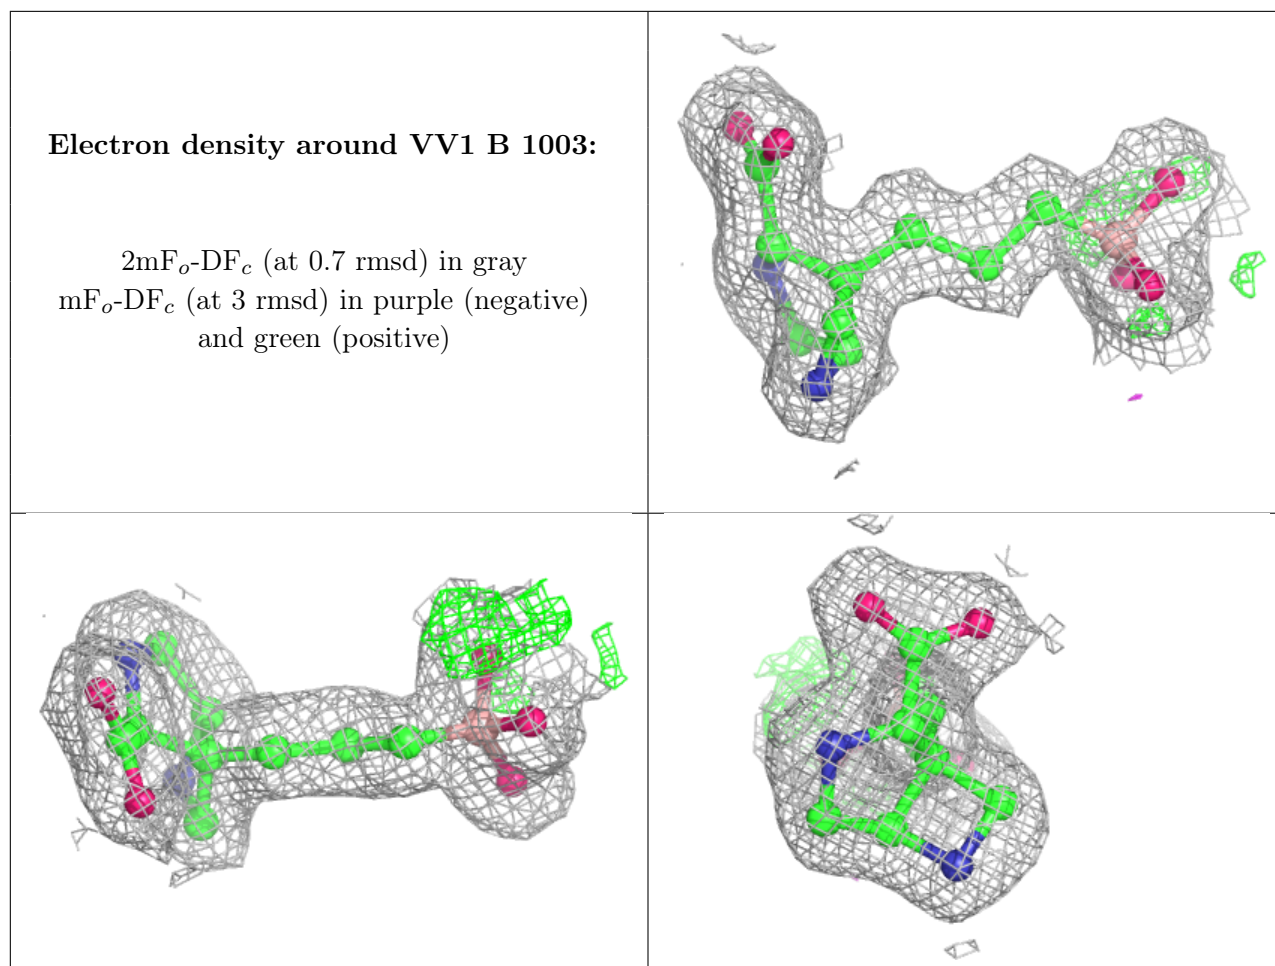 Electron density around VV1 B 1003:
2mFo-DFc (at 0.7 rmsd) in gray
mFo-DFc (at 3 rmsd) in purple (negative)
and green (positive)